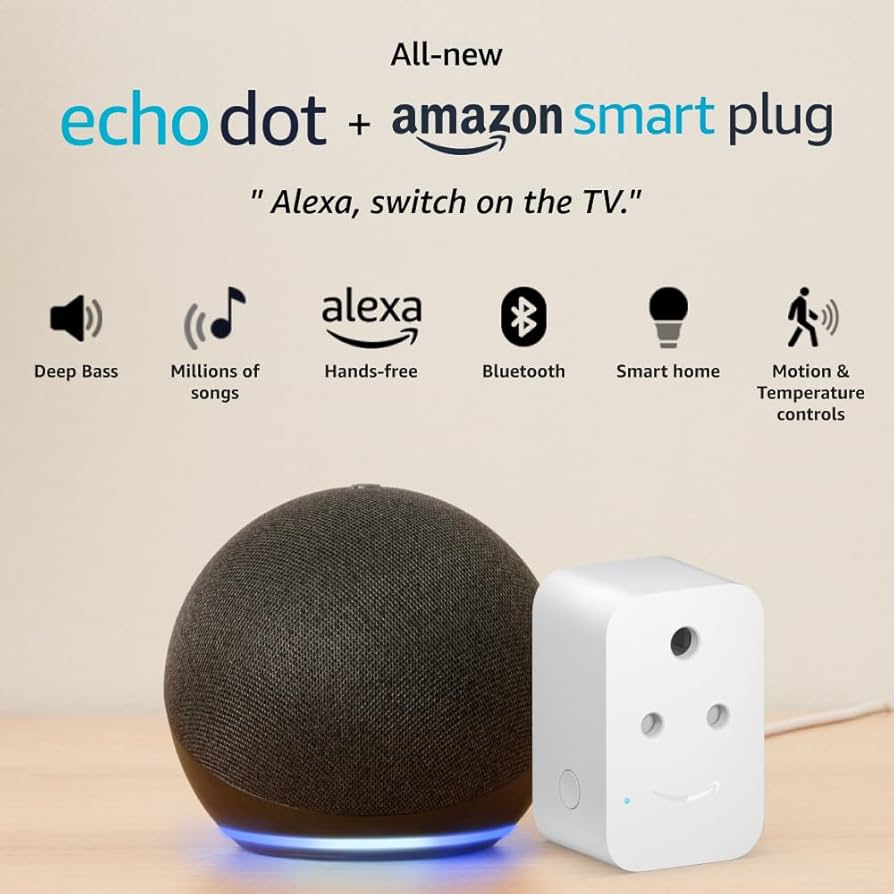 All-new
echo dot + amazon smart plug
" Alexa, switch on the TV."
alexa
Deep Bass
Millions of
songs
Hands-free
Bluetooth
Smart home
Motion &
Temperature
controls